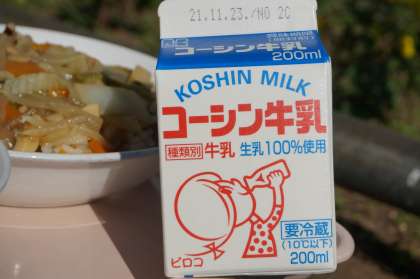 21.11.23./NO 2C
コーシン牛乳
200ml
KOSHIN MILK
コーシン牛乳
種類別 牛乳 生乳100%使用
ピロコ
要冷蔵
(10℃以下)
200ml